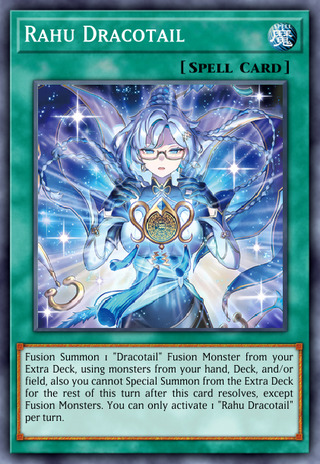 Rahu Dracotail
魔
[Spell Card]
Fusion Summon 1 "Dracotail" Fusion Monster from your
Extra Deck, using monsters from your hand, Deck, and/or
field, also you cannot Special Summon from the Extra Deck
for the rest of this turn after this card resolves, except
Fusion Monsters. You can only activate 1 "Rahu Dracotail"
per turn.